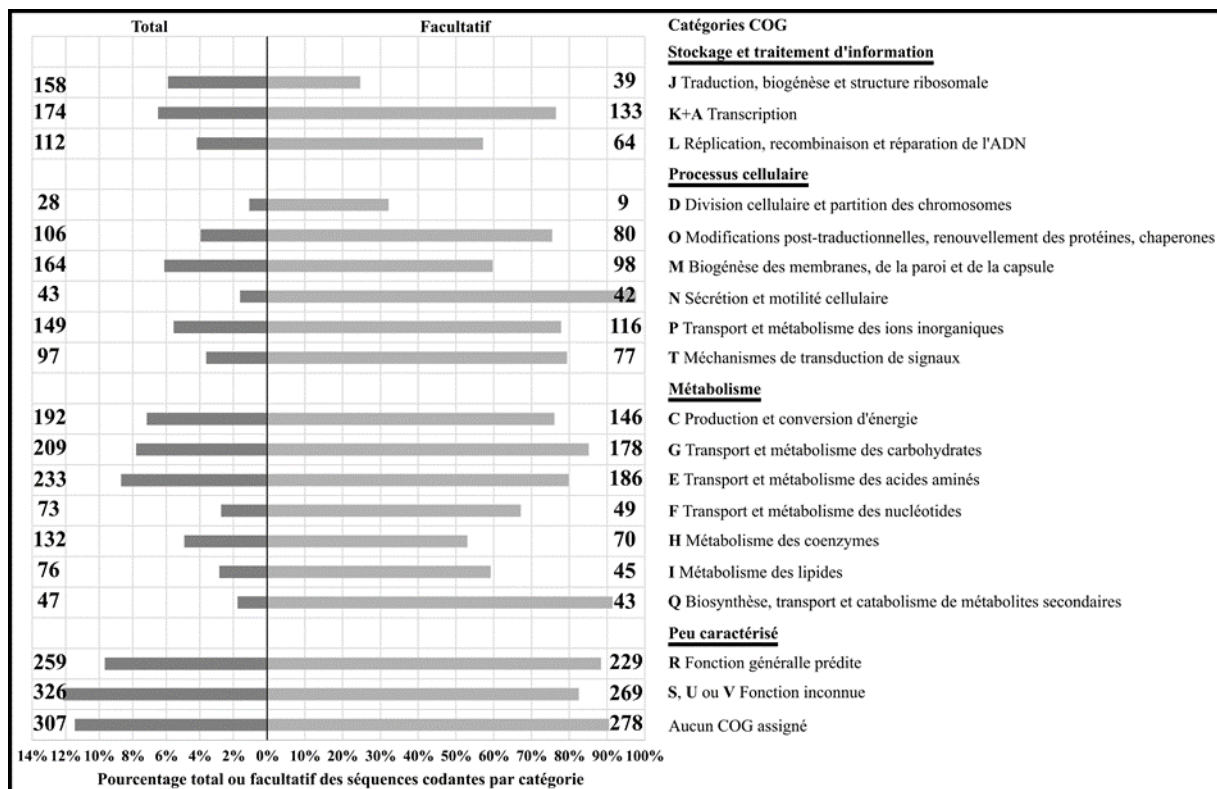 Total Facultatif Catégories COG
Stockage et traitement d'information
158 39 J Traduction, biogénèse et structure ribosomale
174 133 K+A Transcription
112 64 L Réplication, recombinaison et réparation de l'ADN
Processus cellulaire
28 9 D Division cellulaire et partition des chromosomes
106 80 O Modifications post-traductionnelles, renouvellement des protéines, chaperones
164 98 M Biogénèse des membranes, de la paroi et de la capsule
43 42 N Sécrétion et motilité cellulaire
149 116 P Transport et métabolisme des ions inorganiques
97 77 T Méchanismes de transduction de signaux
Métabolisme
192 146 C Production et conversion d'énergie
209 178 G Transport et métabolisme des carbohydrates
233 186 E Transport et métabolisme des acides aminés
73 49 F Transport et métabolisme des nucléotides
132 70 H Métabolisme des coenzymes
76 45 I Métabolisme des lipides
47 43 Q Biosynthèse, transport et catabolisme de métabolites secondaires
Peu caractérisé
259 229 R Fonction généralle prédite
326 269 S, U ou V Fonction inconnue
307 278 Aucun COG assigné
14% 12% 10% 8% 6% 4% 2% 0% 10% 20% 30% 40% 50% 60% 70% 80% 90% 100%
Pourcentage total ou facultatif des séquences codantes par catégorie